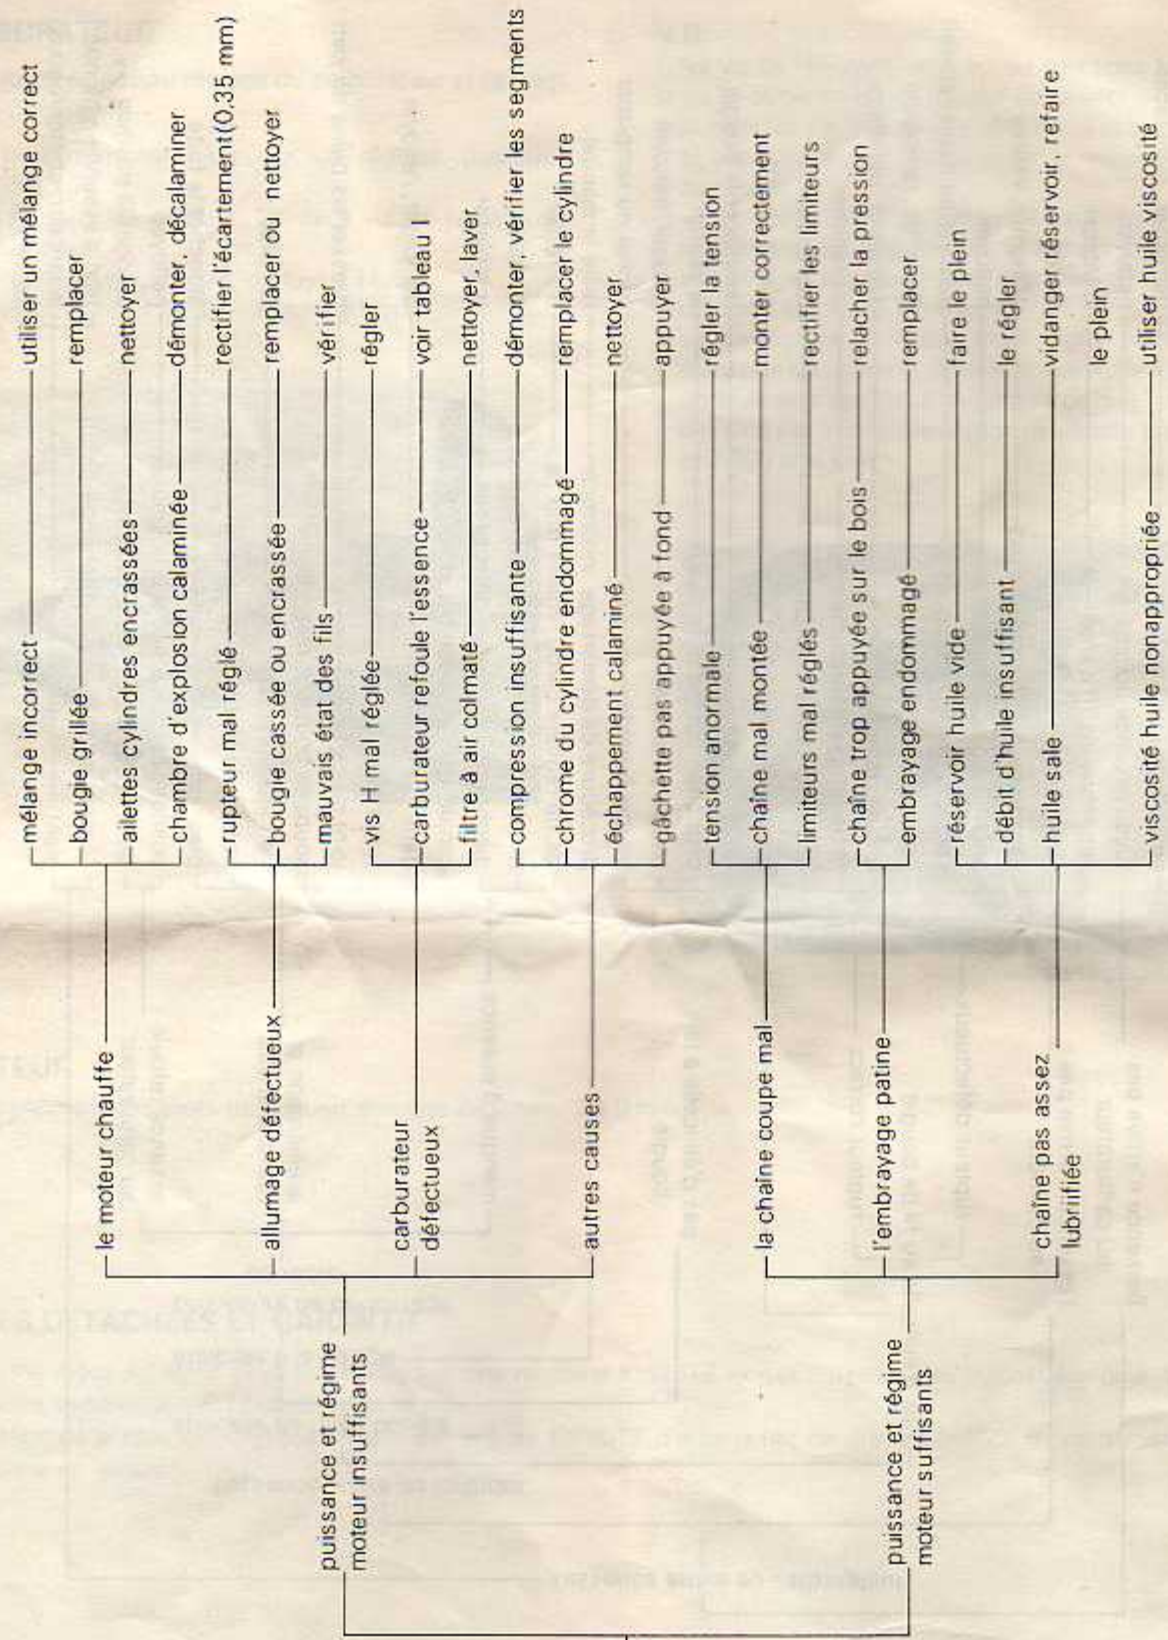 puissance et régime
moteur insuffisants
le moteur chauffe
mélange incorrect utiliser un mélange correct
bougie grillée remplacer
ailettes cylindres encrassées nettoyer
chambre d'explosion calaminée démonter, décalaminer
allumage défectueux
rupteur mal réglé rectifier l'écartement(0.35 mm)
bougie cassée ou encrassée remplacer ou nettoyer
mauvais état des fils vérifier
carburateur
défectueux
vis H mal réglée régler
carburateur refoule l'essence voir tableau I
filtre à air colmaté nettoyer, laver
autres causes
compression insuffisante démonter, vérifier les segments
chrome du cylindre endommagé remplacer le cylindre
échappement calaminé nettoyer
gâchette pas appuyée à fond appuyer
puissance et régime
moteur suffisants
la chaîne coupe mal
tension anormale régler la tension
chaîne mal montée monter correctement
limiteurs mal réglés rectifier les limiteurs
l'embrayage patine
chaîne trop appuyée sur le bois relacher la pression
embrayage endommagé remplacer
chaîne pas assez
lubriifiée
réservoir huile vide faire le plein
débit d'huile insuffisant le régler
huile sale vidanger réservoir, refaire
le plein
viscosité huile nonappropriée utiliser huile viscosité